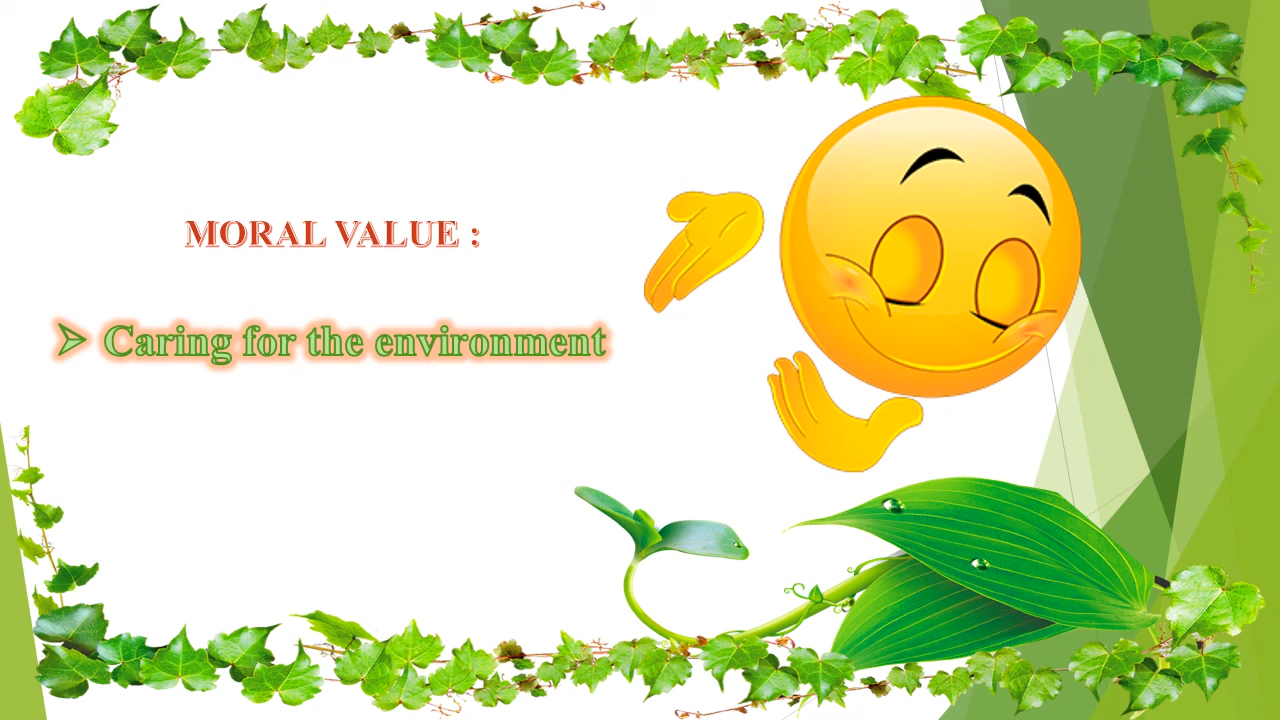 MORAL VALUE :
➢ Caring for the environment